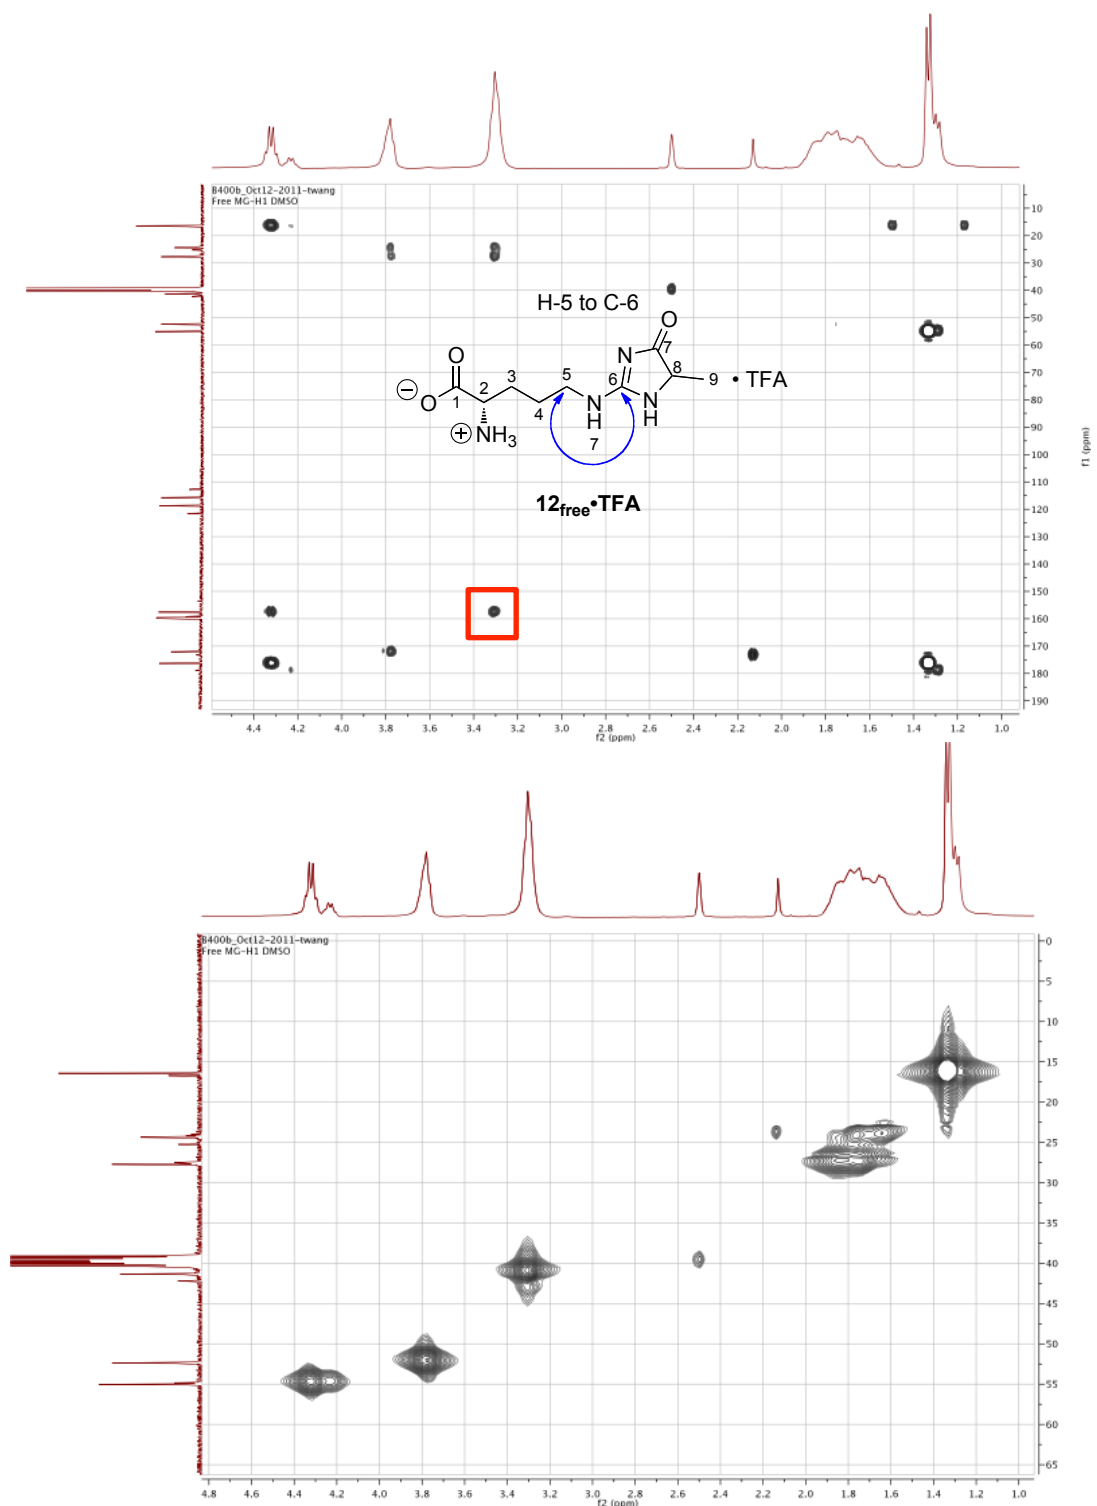 B400b_Oct12-2011-twang
Free MG-H1 DMSO
H-5 to C-6
O
O
N
7
8
9
• TFA
O
1
2
3
4
5
6
N
H
N
H
⊖
⊕
NH3
7
12free•TFA
10
20
30
40
50
60
70
80
90
100
110
120
130
140
150
160
170
180
190
f1 (ppm)
4.4 4.2 4.0 3.8 3.6 3.4 3.2 3.0 2.8 2.6 2.4 2.2 2.0 1.8 1.6 1.4 1.2 1.0
f2 (ppm)
B400b_Oct12-2011-twang
Free MG-H1 DMSO
0
5
10
15
20
25
30
35
40
45
50
55
60
65
4.8 4.6 4.4 4.2 4.0 3.8 3.6 3.4 3.2 3.0 2.8 2.6 2.4 2.2 2.0 1.8 1.6 1.4 1.2 1.0
f2 (ppm)